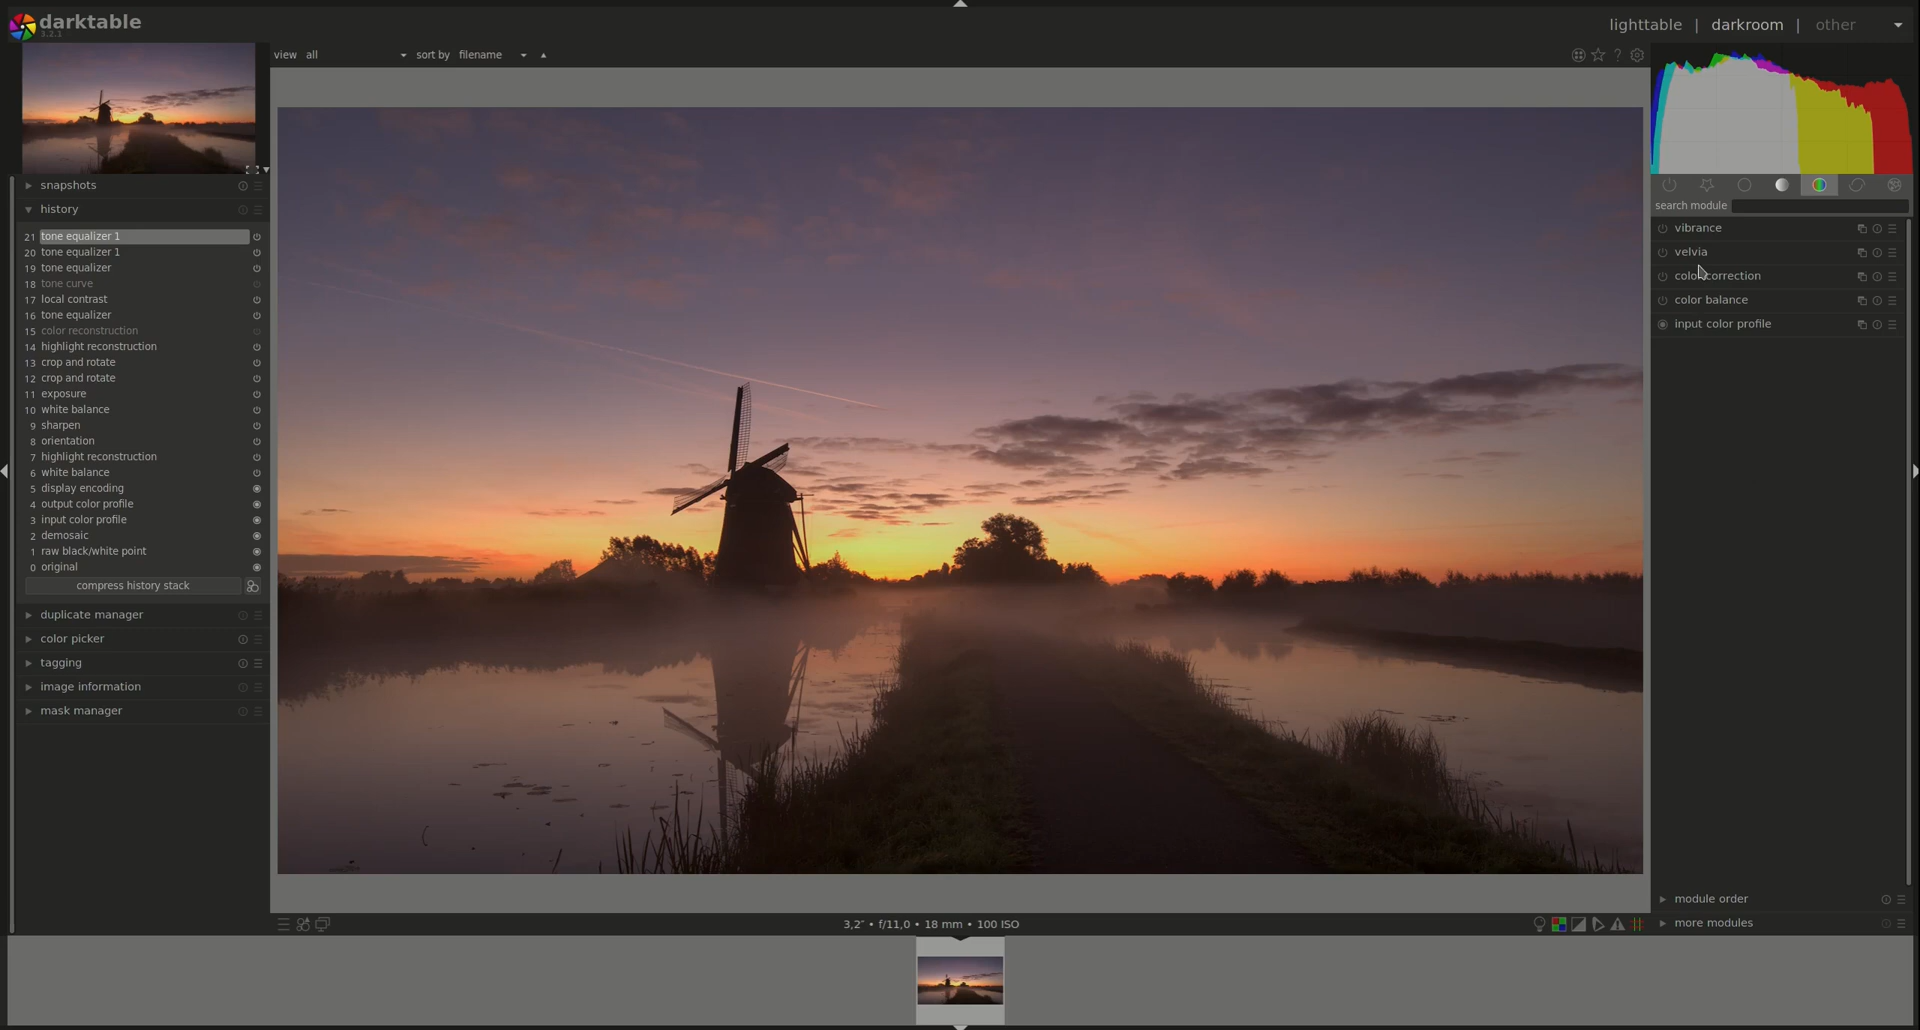 darktable
3.2.1
lighttable | darkroom | other
view all sort by filename
?
snapshots
history
21 tone equalizer 1
20 tone equalizer 1
19 tone equalizer
18 tone curve
17 local contrast
16 tone equalizer
15 color reconstruction
14 highlight reconstruction
13 crop and rotate
12 crop and rotate
11 exposure
10 white balance
9 sharpen
8 orientation
7 highlight reconstruction
6 white balance
5 display encoding
4 output color profile
3 input color profile
2 demosaic
1 raw black/white point
0 original
compress history stack
duplicate manager
color picker
tagging
image information
mask manager
search module
vibrance
velvia
color correction
color balance
input color profile
module order
more modules
3,2″ • f/11,0 • 18 mm • 100 ISO